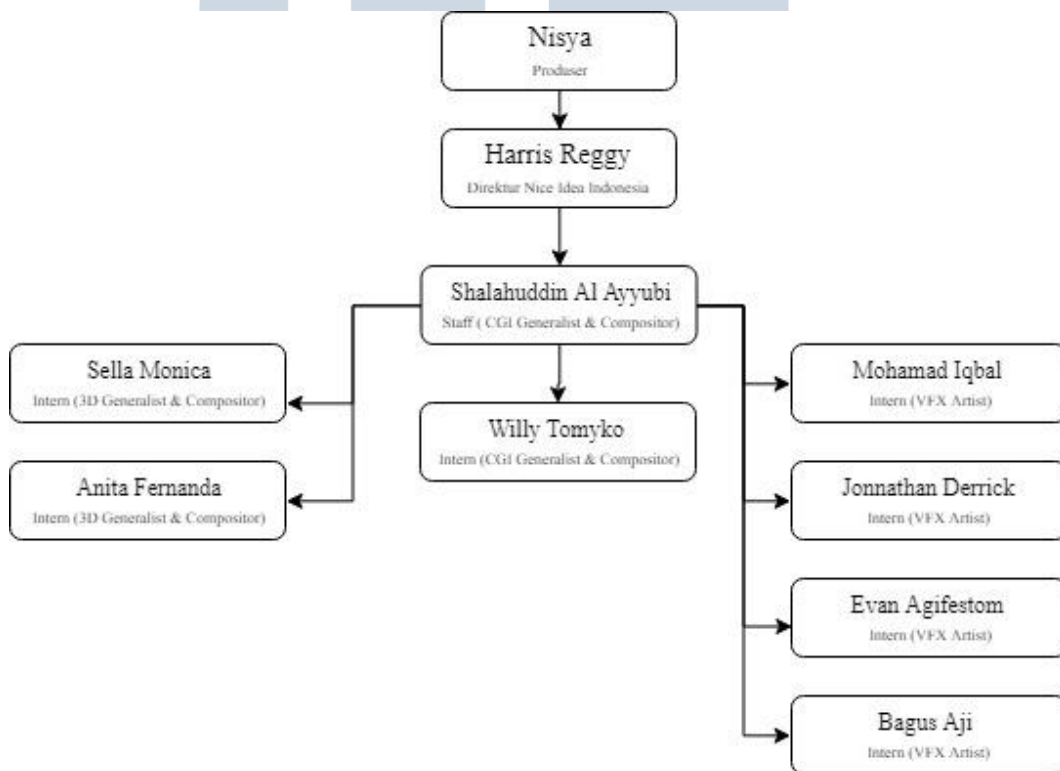 Nisya
Produser
Harris Reggy
Direktur Nice Idea Indonesia
Shalahuddin Al Ayyubi
Staff ( CGI Generalist & Compositor)
Sella Monica
Intern (3D Generalist & Compositor)
Anita Fernanda
Intern (3D Generalist & Compositor)
Willy Tomyko
Intern (CGI Generalist & Compositor)
Mohamad Iqbal
Intern (VFX Artist)
Jonnathan Derrick
Intern (VFX Artist)
Evan Agifestom
Intern (VFX Artist)
Bagus Aji
Intern (VFX Artist)